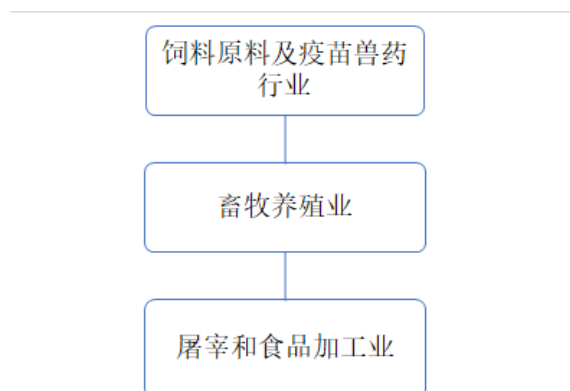 饲料原料及疫苗兽药
行业
畜牧养殖业
屠宰和食品加工业